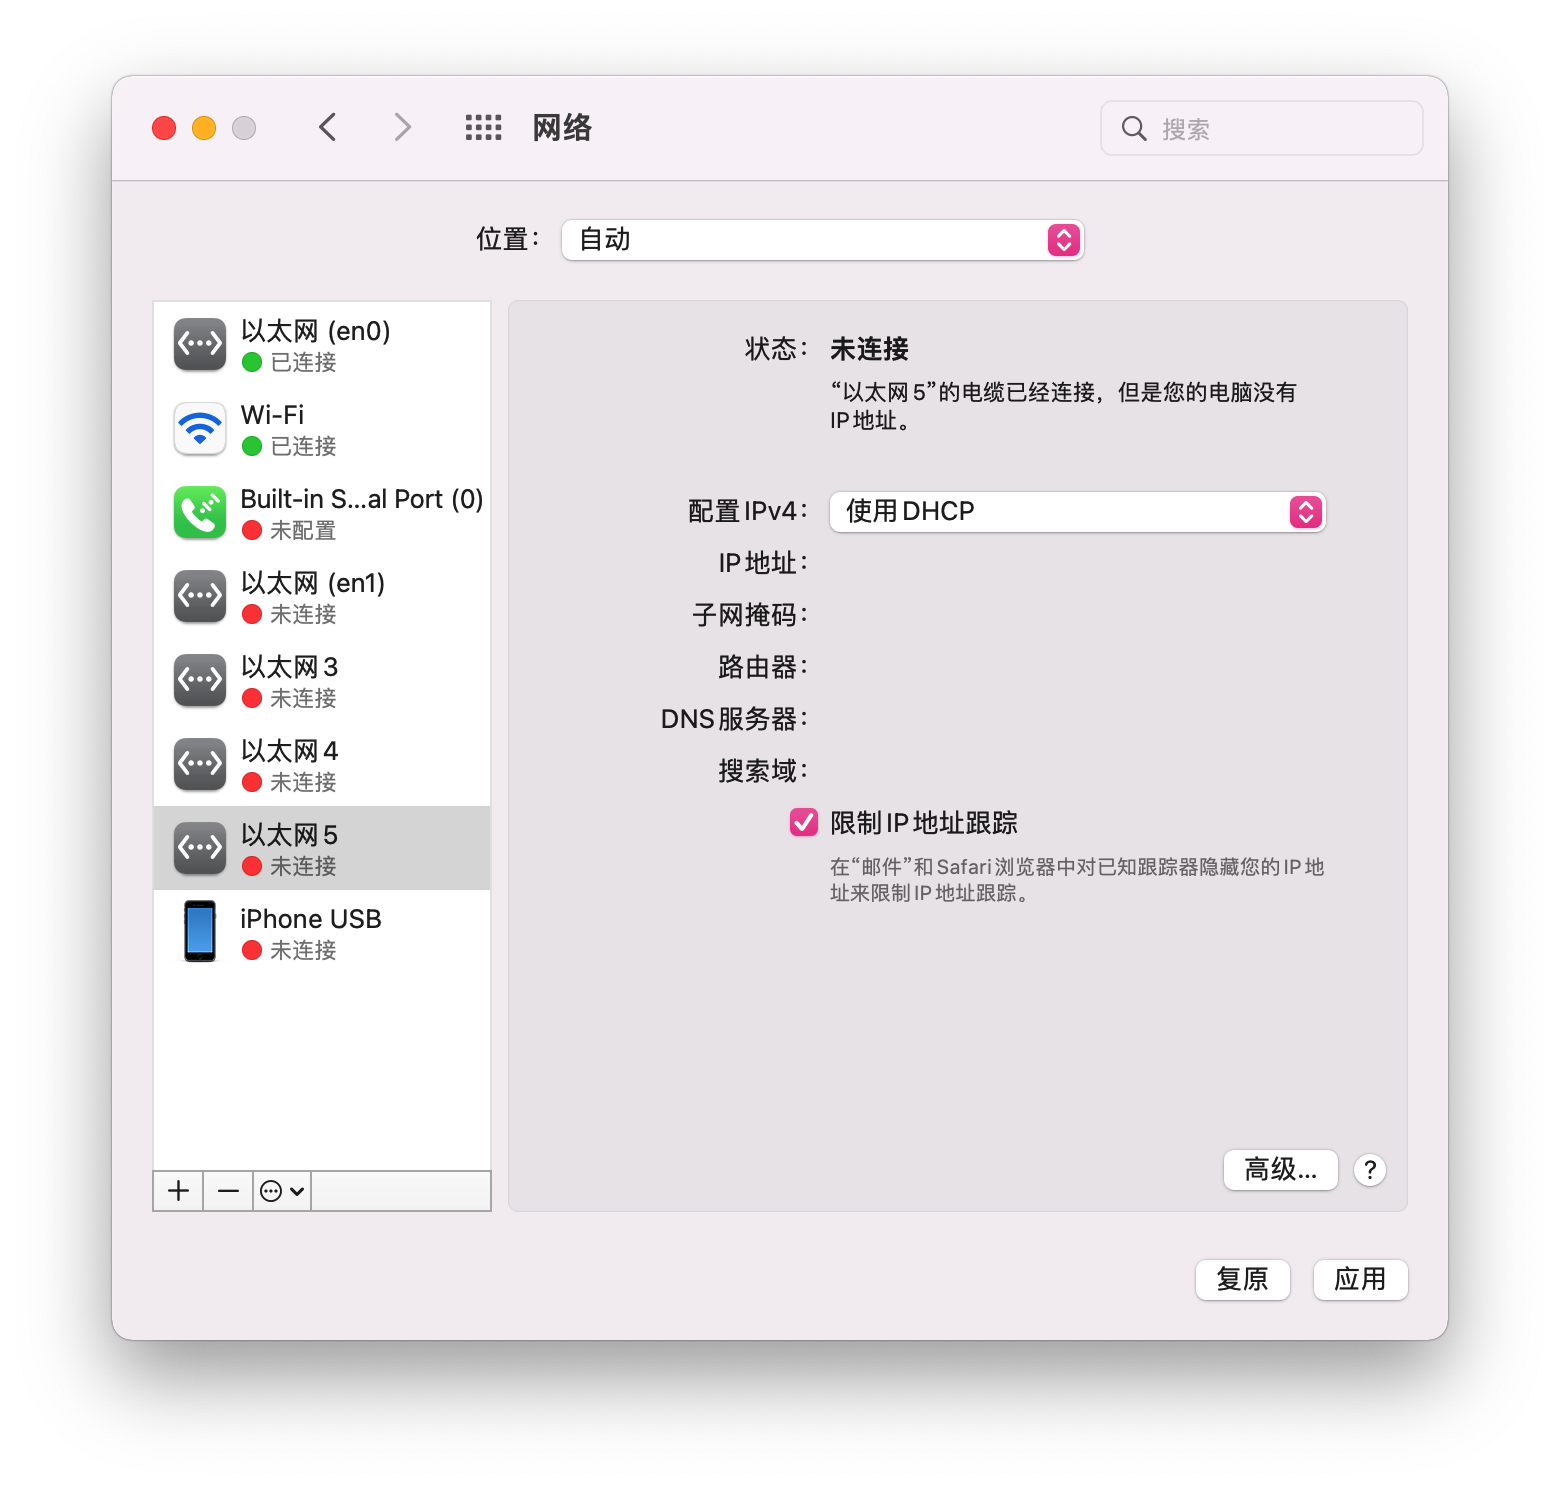 网络
搜索
位置：
自动
以太网 (en0)
已连接
Wi-Fi
已连接
Built-in S...al Port (0)
未配置
以太网 (en1)
未连接
以太网 3
未连接
以太网 4
未连接
以太网 5
未连接
iPhone USB
未连接
状态：
未连接
“以太网 5”的电缆已经连接，但是您的电脑没有
IP 地址。
配置 IPv4：
使用 DHCP
IP 地址：
子网掩码：
路由器：
DNS 服务器：
搜索域：
限制 IP 地址跟踪
在“邮件”和 Safari 浏览器中对已知跟踪器隐藏您的 IP 地
址来限制 IP 地址跟踪。
高级...
?
复原
应用